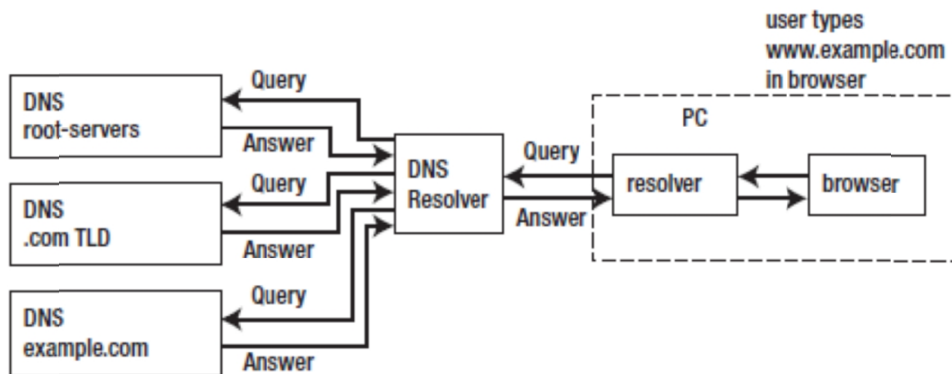 user types
www.example.com
in browser
Query
DNS
root-servers
Answer
Query
DNS
.com TLD
Answer
Query
DNS
example.com
Answer
DNS
Resolver
Query
Answer
PC
resolver
browser